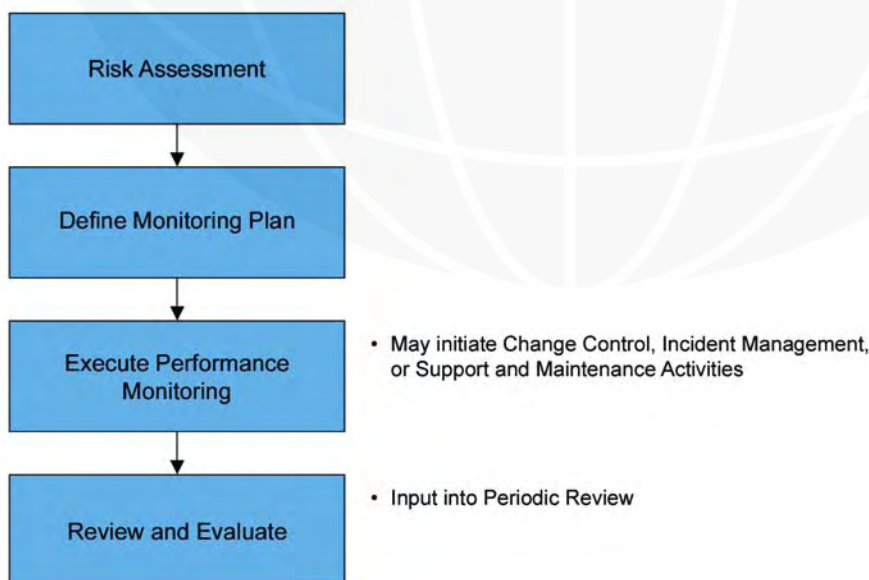 Risk Assessment
Define Monitoring Plan
Execute Performance
Monitoring
• May initiate Change Control, Incident Management,
or Support and Maintenance Activities
Review and Evaluate
• Input into Periodic Review